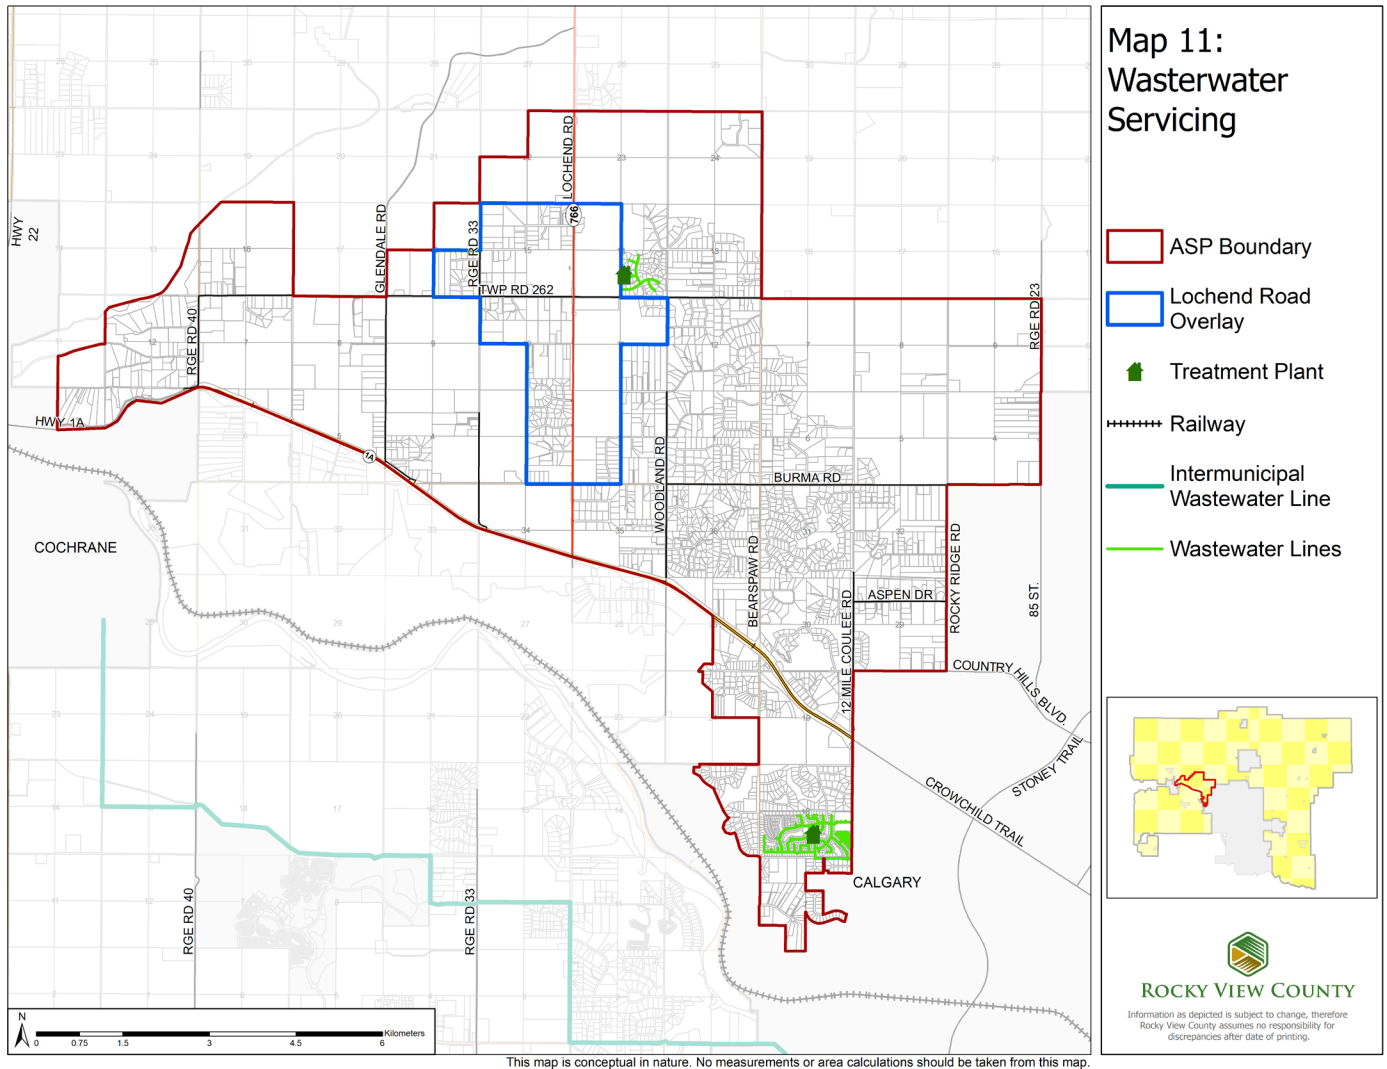 Map 11:
Wasterwater
Servicing
ASP Boundary
Lochend Road
Overlay
Treatment Plant
Railway
Intermunicipal
Wastewater Line
Wastewater Lines
HWY
22
GLENDALE RD
RGE RD 33
LOCHEND RD
766
TWP RD 262
RGE RD 40
RGE RD 23
HWY 1A
1A
WOODLAND RD
BURMA RD
COCHRANE
BEARSPAW RD
12 MILE COULEE RD
ASPEN DR
ROCKY RIDGE RD
85 ST.
COUNTRY HILLS BLVD.
STONEY TRAIL
CROWCHILD TRAIL
CALGARY
RGE RD 40
RGE RD 33
N
0 0.75 1.5 3 4.5 6
Kilometers
This map is conceptual in nature. No measurements or area calculations should be taken from this map.
ROCKY VIEW COUNTY
Information as depicted is subject to change, therefore
Rocky View County assumes no responsibility for
discrepancies after date of printing.